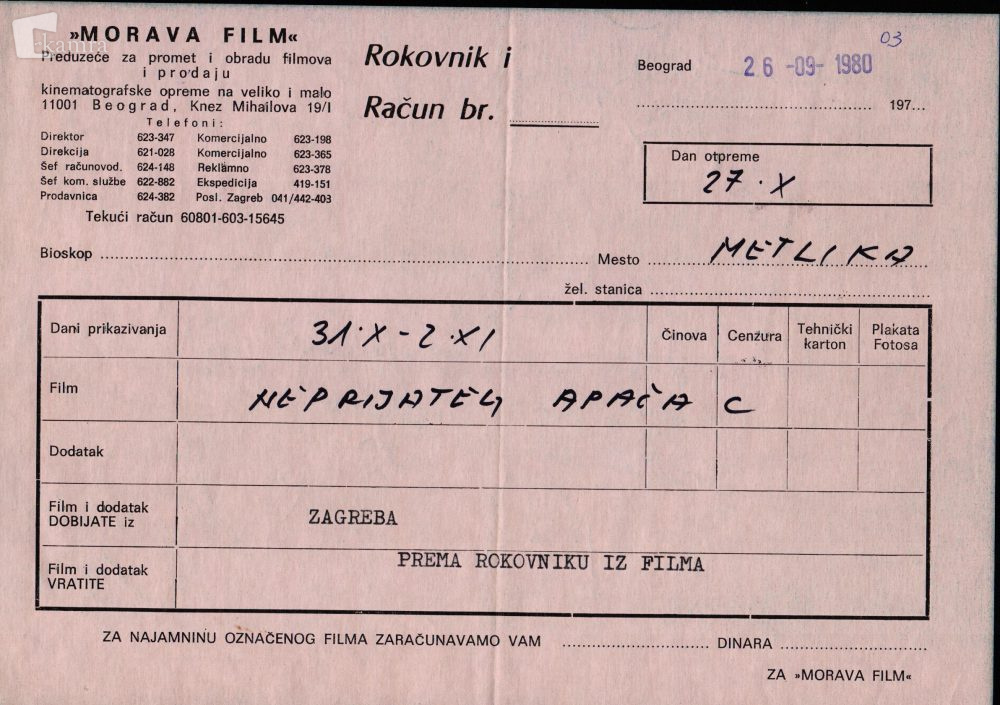 kamra
»MORAVA FILM«
Preduzeće za promet i obradu filmova
i prodaju
kinematografske opreme na veliko i malo
11001 Beograd, Knez Mihailova 19/I
Telefoni:
Direktor 623-347 Komercijalno 623-198
Direkcija 621-028 Komercijalno 623-365
Šef računovod. 624-148 Reklamno 623-378
Šef kom. službe 622-882 Ekspedicija 419-151
Prodavnica 624-382 Posl. Zagreb 041/442-403
Tekući račun 60801-603-15645
Rokovnik i
Račun br.
03
Beograd 26 -09- 1980
197...
Dan otpreme
27. X
Bioskop
Mesto METLIKA
žel. stanica
Dani prikazivanja 31.X-2.XI Činova Cenzura Tehnički karton Plakata Fotosa
Film NEPRIJATELJ APAČA C
Dodatak
Film i dodatak
DOBIJATE iz ZAGREBA
PREMA ROKOVNIKU IZ FILMA
Film i dodatak
VRATITE
ZA NAJAMNINU OZNAČENOG FILMA ZARAČUNAVAMO VAM DINARA
ZA »MORAVA FILM«